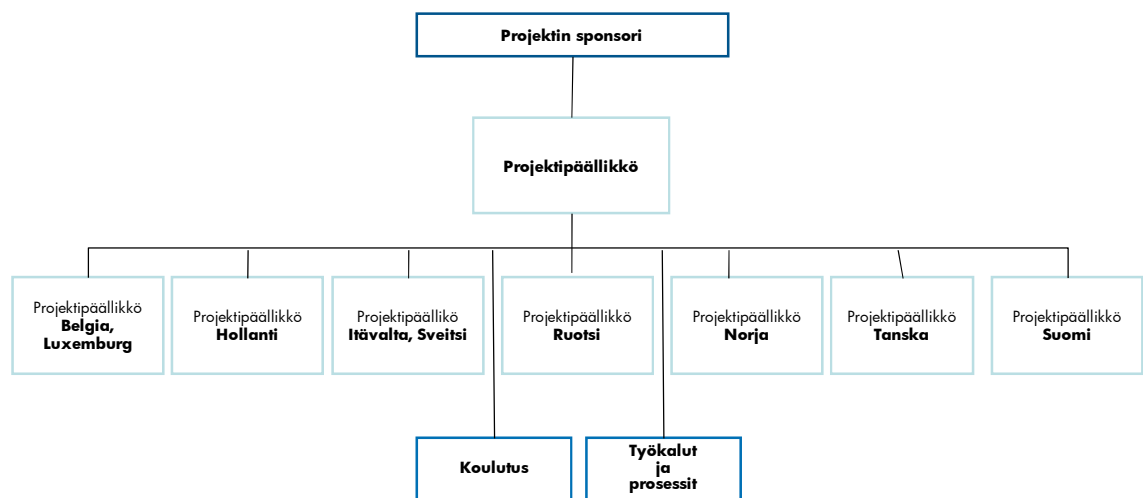 Projektin sponsori
Projektipäällikkö
Projektipäällikkö
Belgia,
Luxemburg
Projektipäällikkö
Hollanti
Projektipäällikö
Itävalta, Sveitsi
Projektipäällikkö
Ruotsi
Projektipäällikkö
Norja
Projektipäällikkö
Tanska
Projektipäällikkö
Suomi
Koulutus
Työkalut
ja
prosessit